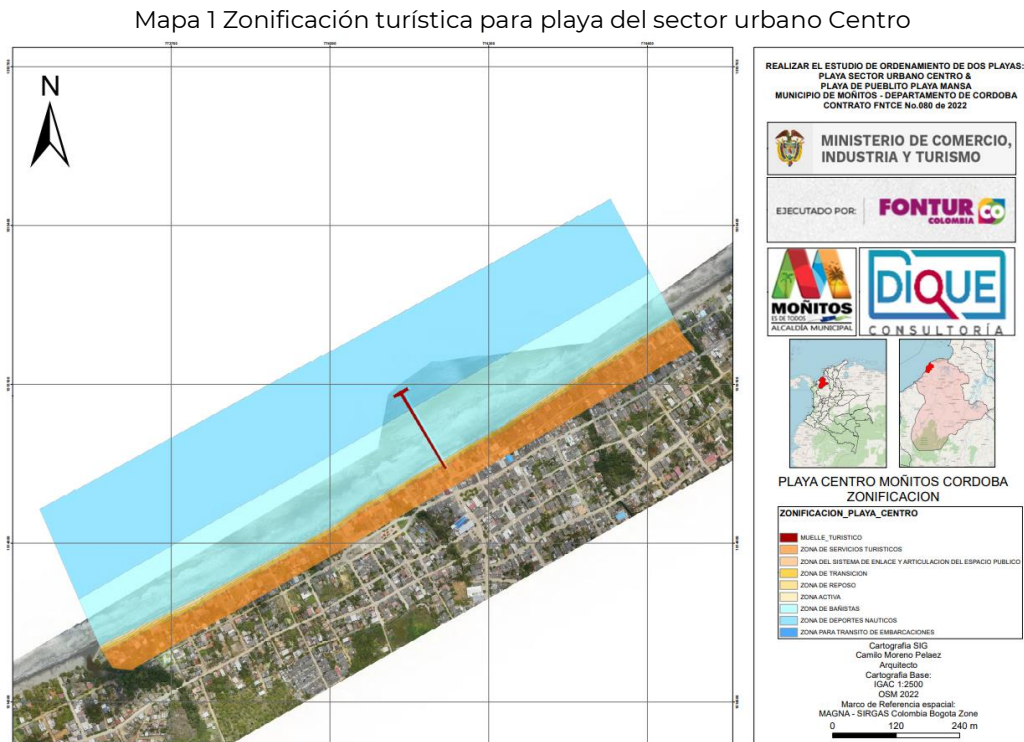 Mapa 1 Zonificación turística para playa del sector urbano Centro
N
REALIZAR EL ESTUDIO DE ORDENAMIENTO DE DOS PLAYAS:
PLAYA SECTOR URBANO CENTRO &
PLAYA DE PUEBLITO PLAYA MANSA
MUNICIPIO DE MOÑITOS - DEPARTAMENTO DE CORDOBA
CONTRATO FNTCE No.080 de 2022
MINISTERIO DE COMERCIO,
INDUSTRIA Y TURISMO
EJECUTADO POR:
FONTUR CO
COLOMBIA
MOÑITOS
ES DE TODOS
ALCALDÍA MUNICIPAL
DIQUE
CONSULTORÍA
PLAYA CENTRO MOÑITOS CORDOBA
ZONIFICACION
ZONIFICACION_PLAYA_CENTRO
MUELLE_TURISTICO
ZONA DE SERVICIOS TURISTICOS
ZONA DEL SISTEMA DE ENLACE Y ARTICULACION DEL ESPACIO PUBLICO
ZONA DE TRANSICION
ZONA DE REPOSO
ZONA ACTIVA
ZONA DE BAÑISTAS
ZONA DE DEPORTES NAUTICOS
ZONA PARA TRANSITO DE EMBARCACIONES
Cartografia SIG
Camilo Moreno Pelaez
Arquitecto
Cartografia Base:
IGAC 1:2500
OSM 2022
Marco de Referencia espacial:
MAGNA - SIRGAS Colombia Bogota Zone
0 120 240 m